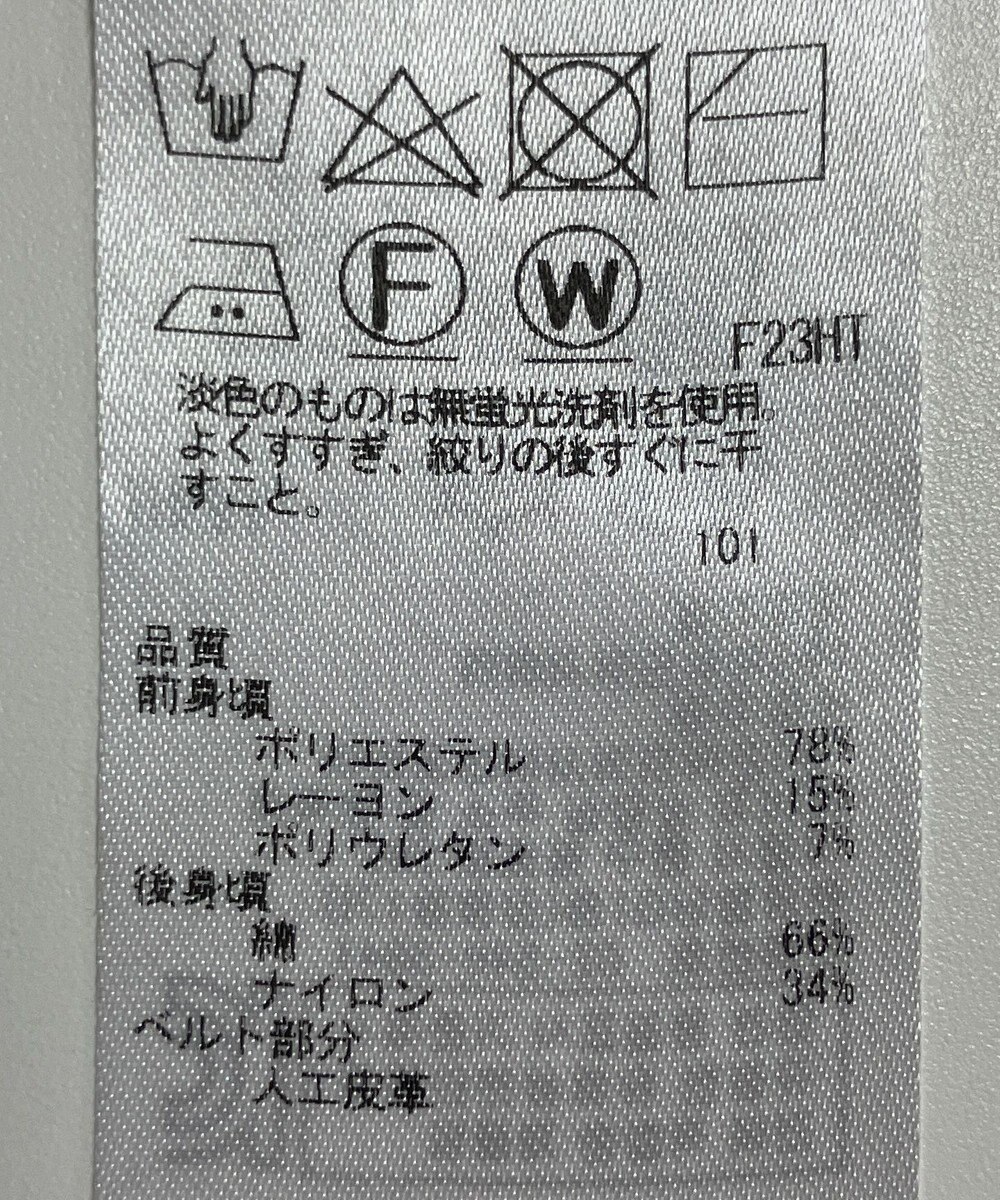 F W
F23HT
淡色のものは無蛍光洗剤を使用。
よくすすぎ、絞りの後すぐに干
すこと。
101
品質
前身頃
ポリエステル 78%
レーヨン 15%
ポリウレタン 7%
後身頃
綿 66%
ナイロン 34%
ベルト部分
人工皮革